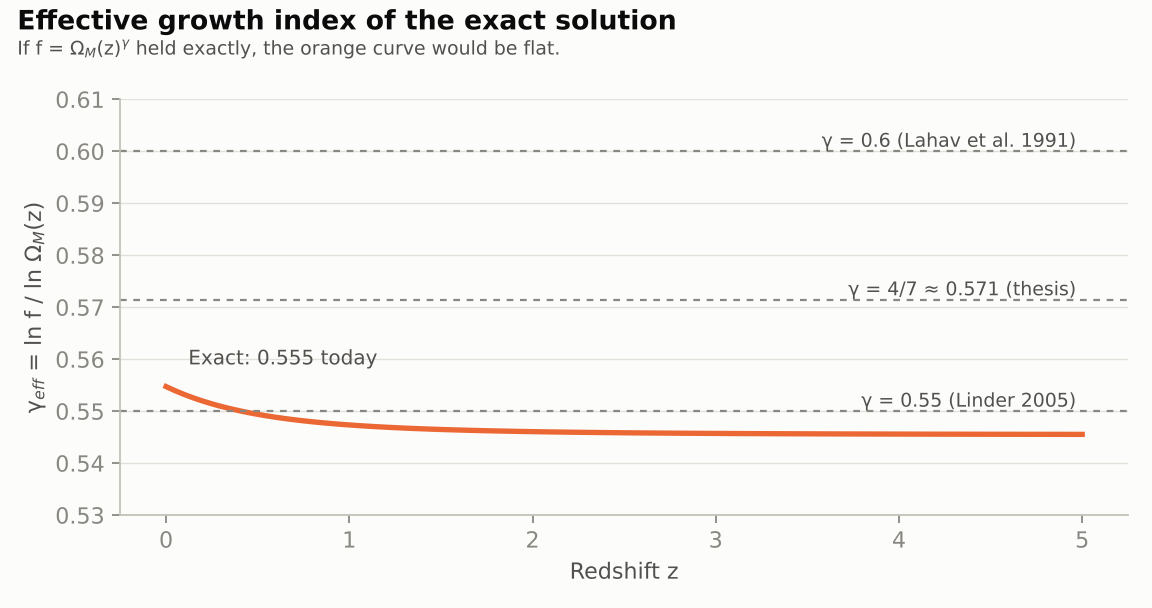 Effective growth index of the exact solution
If f = Ω_M(z)^γ held exactly, the orange curve would be flat.
γ_eff = ln f / ln Ω_M(z)
0.61
0.60
0.59
0.58
0.57
0.56
0.55
0.54
0.53
γ = 0.6 (Lahav et al. 1991)
γ = 4/7 ≈ 0.571 (thesis)
Exact: 0.555 today
γ = 0.55 (Linder 2005)
0 1 2 3 4 5
Redshift z